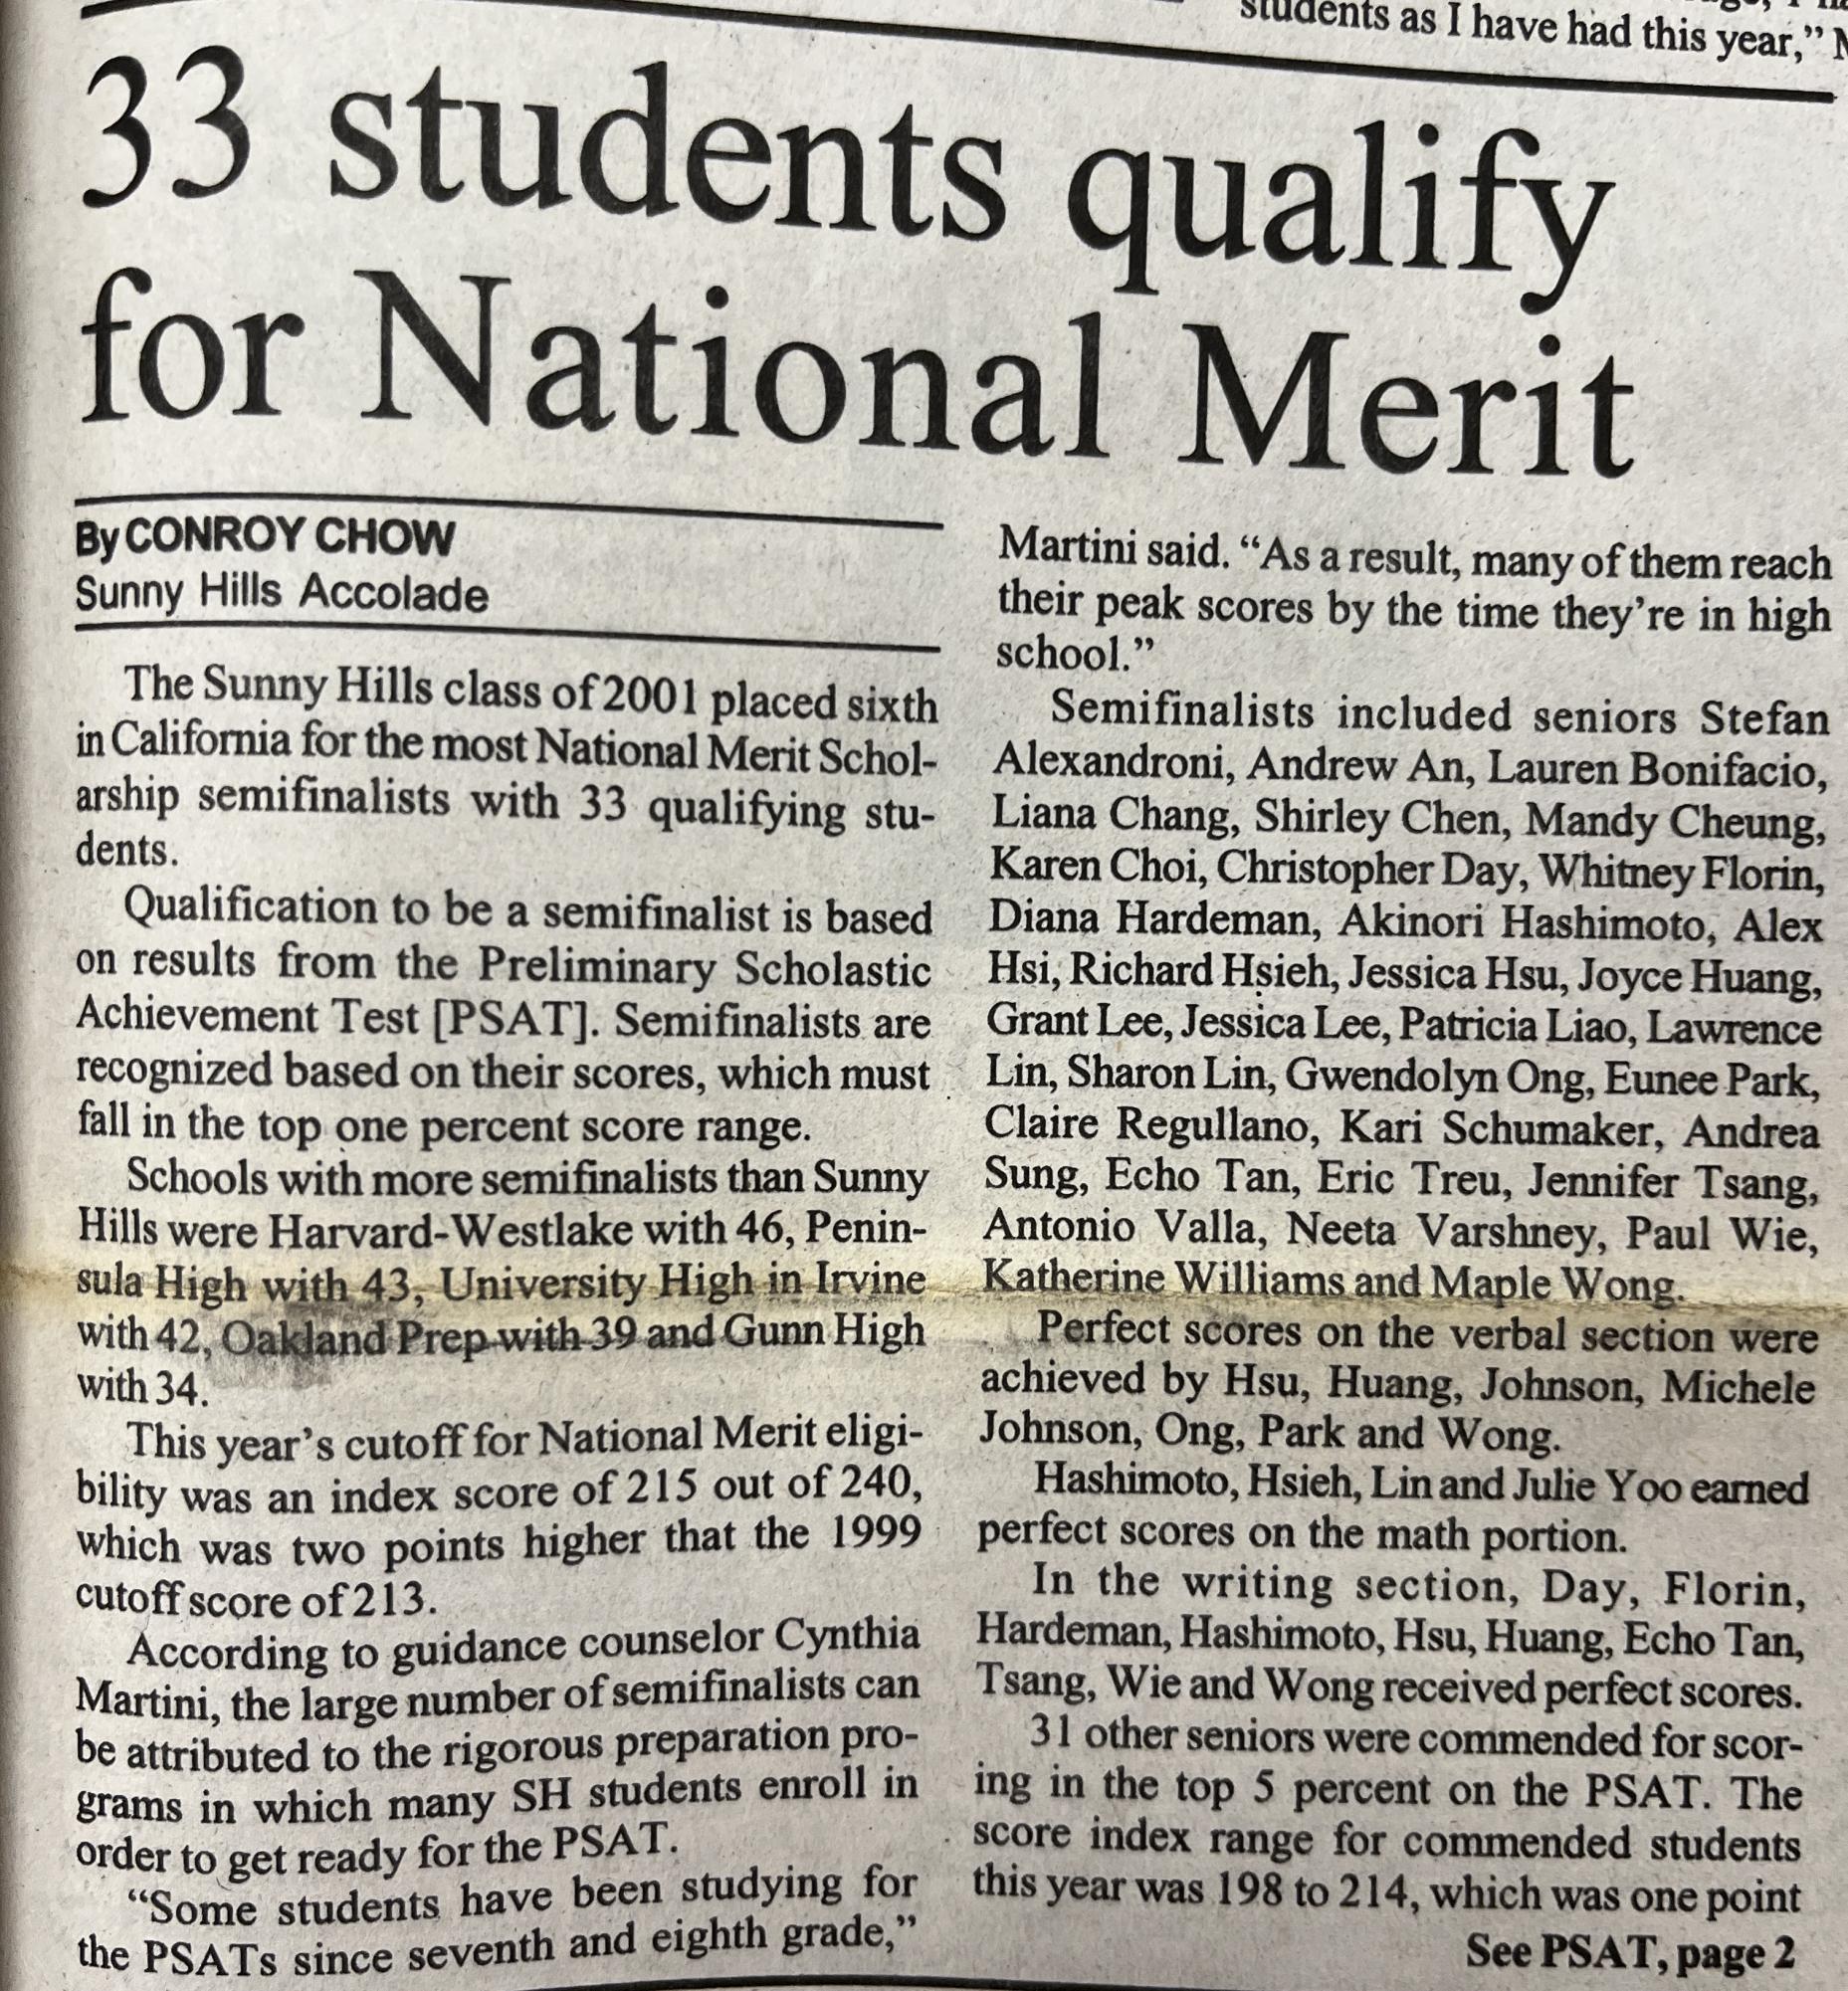 students as I have had this year,”
33 students qualify
for National Merit
By CONROY CHOW
Sunny Hills Accolade
The Sunny Hills class of 2001 placed sixth
in California for the most National Merit Schol-
arship semifinalists with 33 qualifying stu-
dents.
Qualification to be a semifinalist is based
on results from the Preliminary Scholastic
Achievement Test [PSAT]. Semifinalists are
recognized based on their scores, which must
fall in the top one percent score range.
Schools with more semifinalists than Sunny
Hills were Harvard-Westlake with 46, Penin-
sula High with 43, University High in Irvine
with 42, Oakland Prep with 39 and Gunn High
with 34.
This year’s cutoff for National Merit eligi-
bility was an index score of 215 out of 240,
which was two points higher that the 1999
cutoff score of 213.
According to guidance counselor Cynthia
Martini, the large number of semifinalists can
be attributed to the rigorous preparation pro-
grams in which many SH students enroll in
order to get ready for the PSAT.
“Some students have been studying for
the PSATs since seventh and eighth grade,”
Martini said. “As a result, many of them reach
their peak scores by the time they’re in high
school.”
Semifinalists included seniors Stefan
Alexandroni, Andrew An, Lauren Bonifacio,
Liana Chang, Shirley Chen, Mandy Cheung,
Karen Choi, Christopher Day, Whitney Florin,
Diana Hardeman, Akinori Hashimoto, Alex
Hsi, Richard Hsieh, Jessica Hsu, Joyce Huang,
Grant Lee, Jessica Lee, Patricia Liao, Lawrence
Lin, Sharon Lin, Gwendolyn Ong, Eunee Park,
Claire Regullano, Kari Schumaker, Andrea
Sung, Echo Tan, Eric Treu, Jennifer Tsang,
Antonio Valla, Neeta Varshney, Paul Wie,
Katherine Williams and Maple Wong.
Perfect scores on the verbal section were
achieved by Hsu, Huang, Johnson, Michele
Johnson, Ong, Park and Wong.
Hashimoto, Hsieh, Lin and Julie Yoo earned
perfect scores on the math portion.
In the writing section, Day, Florin,
Hardeman, Hashimoto, Hsu, Huang, Echo Tan,
Tsang, Wie and Wong received perfect scores.
31 other seniors were commended for scor-
ing in the top 5 percent on the PSAT. The
score index range for commended students
this year was 198 to 214, which was one point
See PSAT, page 2